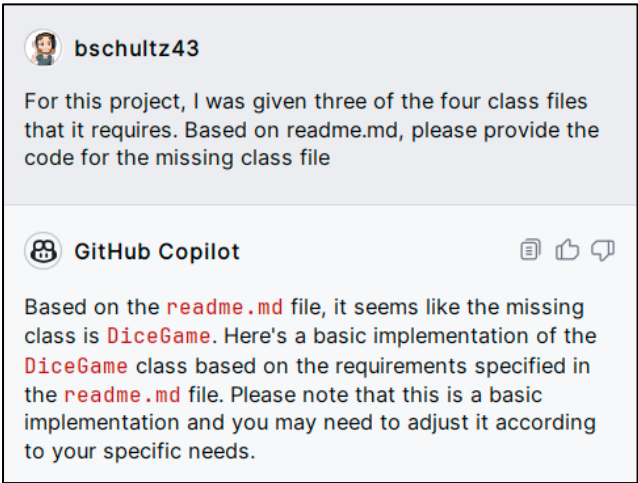 bschultz43
For this project, I was given three of the four class files
that it requires. Based on readme.md, please provide the
code for the missing class file
GitHub Copilot
Based on the readme.md file, it seems like the missing
class is DiceGame. Here's a basic implementation of the
DiceGame class based on the requirements specified in
the readme.md file. Please note that this is a basic
implementation and you may need to adjust it according
to your specific needs.